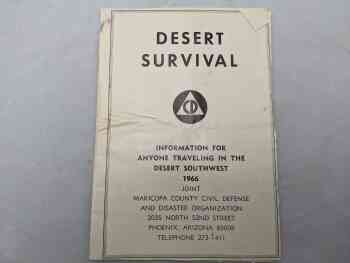 DESERT
SURVIVAL
CD
INFORMATION FOR
ANYONE TRAVELING IN THE
DESERT SOUTHWEST
1966
JOINT
MARICOPA COUNTY CIVIL DEFENSE
AND DISASTER ORGANIZATION
2035 NORTH 52ND STREET
PHOENIX, ARIZONA 85008
TELEPHONE 273-1411